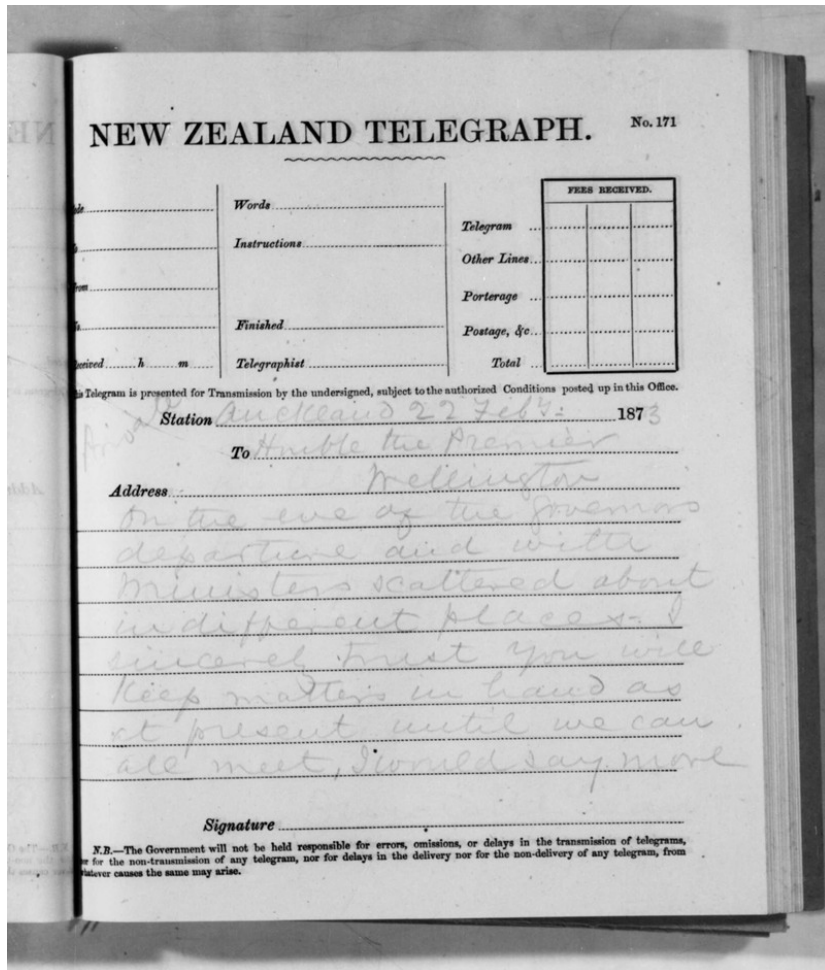 NEW ZEALAND TELEGRAPH.
No. 171
FEES RECEIVED.
Words
Telegram
Instructions
Other Lines
Porterage
Finished
Postage, &c
eceived h m
Telegraphist
Total
is Telegram is presented for Transmission by the undersigned, subject to the authorized Conditions posted up in this Office.
Private
Station Auckland 22 Feby. 1873
To Honble the Premier
Address Wellington
On the eve of the Governors
departure and with
Ministers scattered about
in different places - I
sincerely trust you will
Keep matters in hand as
at present until we can
all meet, I would say more
Signature
N.B.—The Government will not be held responsible for errors, omissions, or delays in the transmission of telegrams,
or for the non-transmission of any telegram, nor for delays in the delivery nor for the non-delivery of any telegram, from
hatever causes the same may arise.